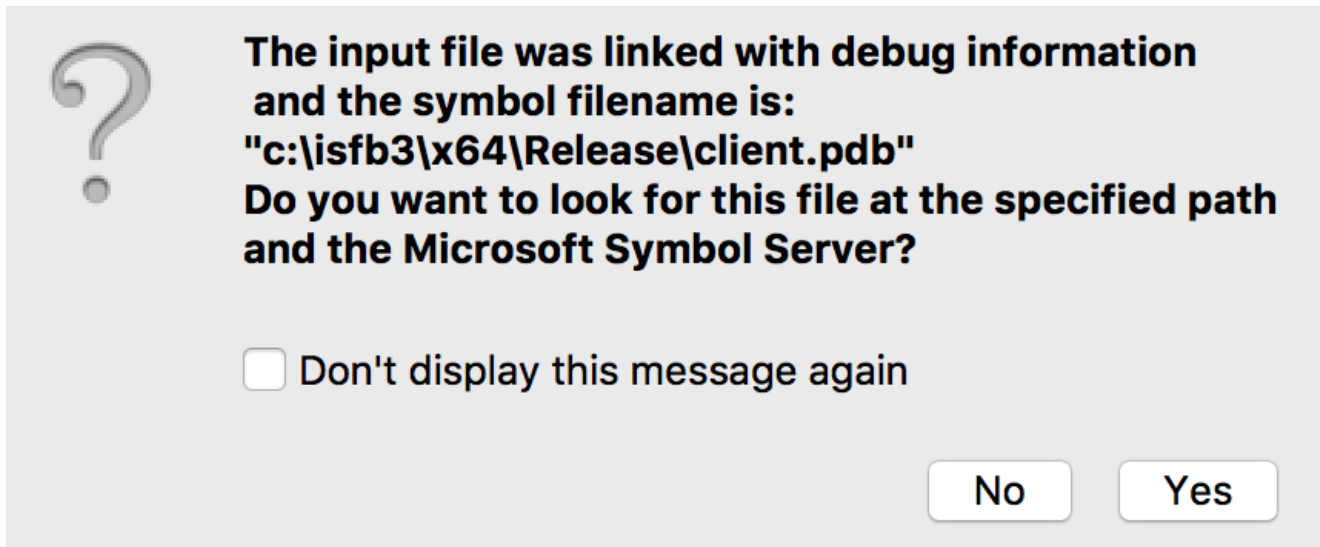 The input file was linked with debug information
and the symbol filename is:
"c:\isfb3\x64\Release\client.pdb"
Do you want to look for this file at the specified path
and the Microsoft Symbol Server?
Don't display this message again
No Yes